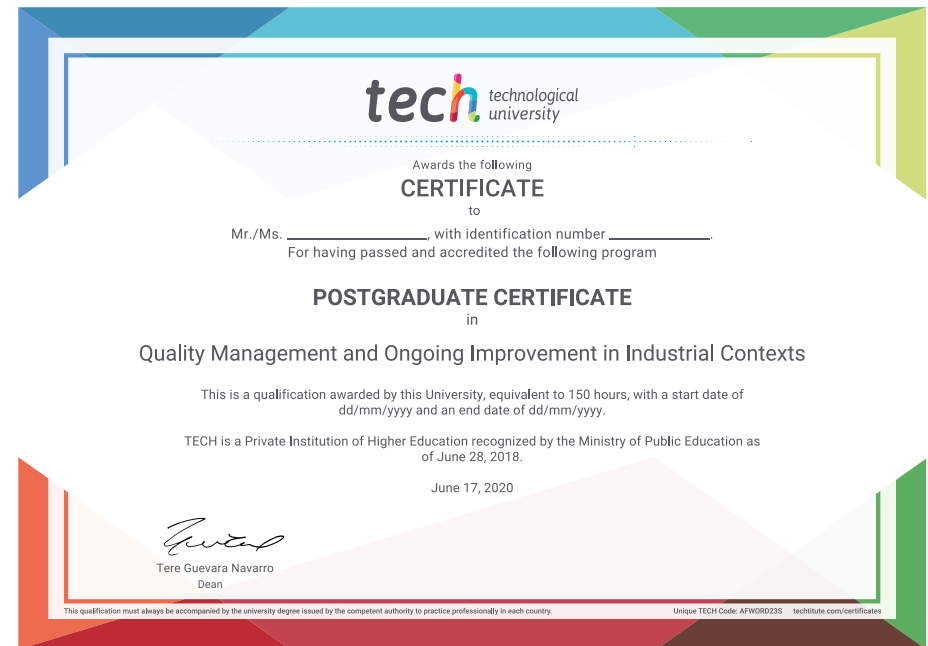 tech technological
university
Awards the following
CERTIFICATE
to
Mr./Ms. ____________________, with identification number ______________.
For having passed and accredited the following program
POSTGRADUATE CERTIFICATE
in
Quality Management and Ongoing Improvement in Industrial Contexts
This is a qualification awarded by this University, equivalent to 150 hours, with a start date of
dd/mm/yyyy and an end date of dd/mm/yyyy.
TECH is a Private Institution of Higher Education recognized by the Ministry of Public Education as
of June 28, 2018.
June 17, 2020
Tere Guevara Navarro
Dean
This qualification must always be accompanied by the university degree issued by the competent authority to practice professionally in each country.
Unique TECH Code: AFWORD23S techtitute.com/certificates